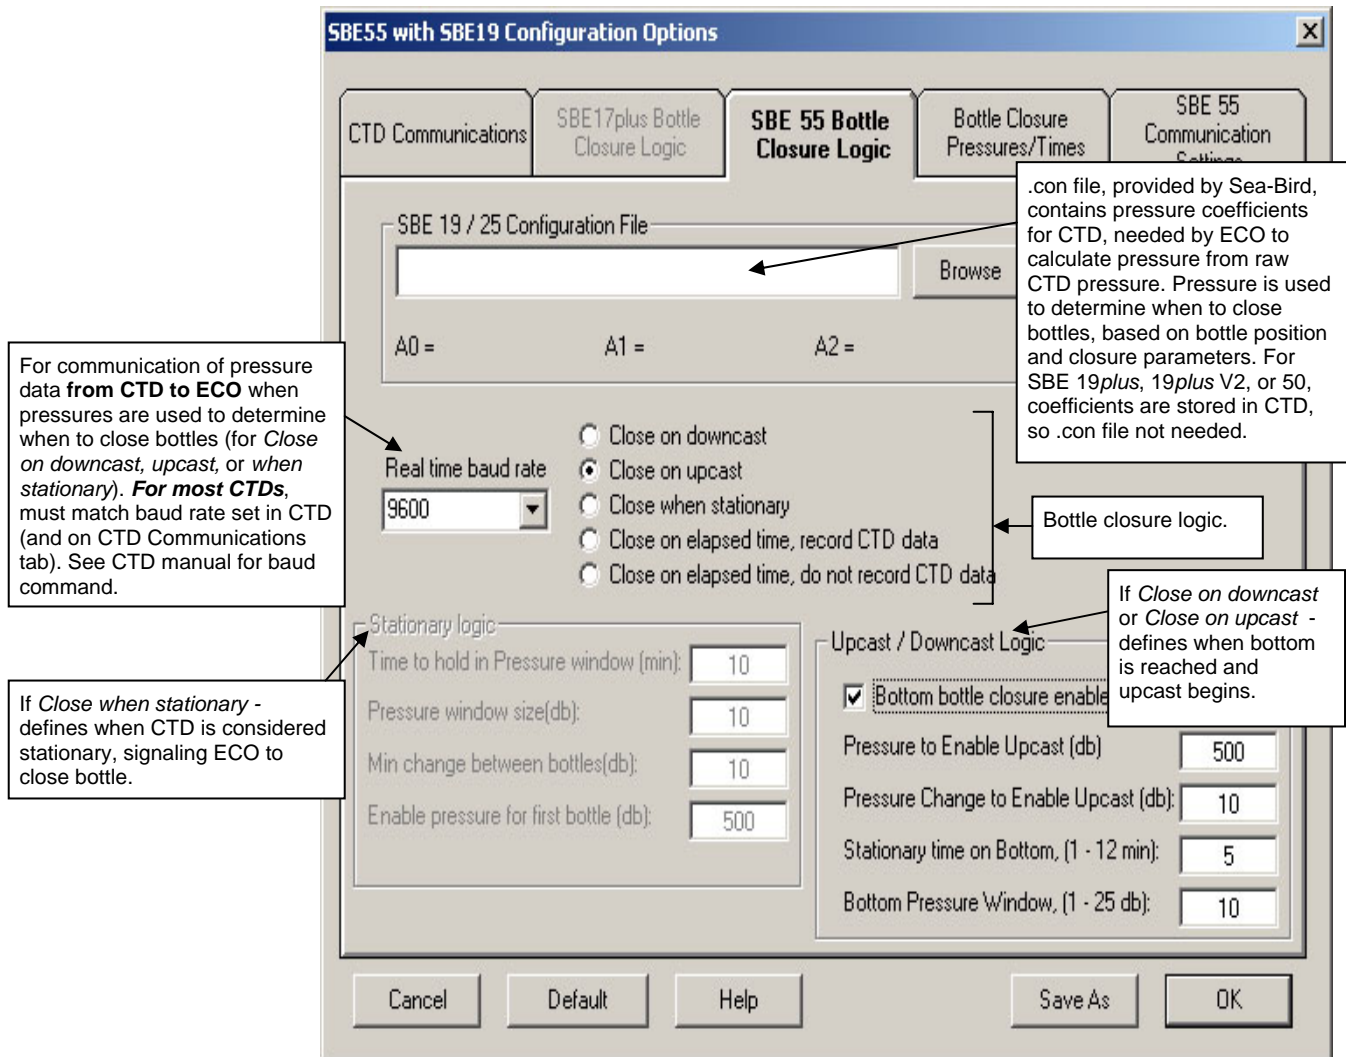 SBE55 with SBE19 Configuration Options
CTD Communications
SBE17plus Bottle
Closure Logic
SBE 55 Bottle
Closure Logic
Bottle Closure
Pressures/Times
SBE 55
Communication
Settings
SBE 19 / 25 Configuration File
Browse
A0 =
A1 =
A2 =
.con file, provided by Sea-Bird,
contains pressure coefficients
for CTD, needed by ECO to
calculate pressure from raw
CTD pressure. Pressure is used
to determine when to close
bottles, based on bottle position
and closure parameters. For
SBE 19plus, 19plus V2, or 50,
coefficients are stored in CTD,
so .con file not needed.
For communication of pressure
data from CTD to ECO when
pressures are used to determine
when to close bottles (for Close
on downcast, upcast, or when
stationary). For most CTDs,
must match baud rate set in CTD
(and on CTD Communications
tab). See CTD manual for baud
command.
Real time baud rate
9600
Close on downcast
Close on upcast
Close when stationary
Close on elapsed time, record CTD data
Close on elapsed time, do not record CTD data
Bottle closure logic.
If Close on downcast
or Close on upcast -
defines when bottom
is reached and
upcast begins.
If Close when stationary -
defines when CTD is considered
stationary, signaling ECO to
close bottle.
Stationary logic
Time to hold in Pressure window (min): 10
Pressure window size(db): 10
Min change between bottles(db): 10
Enable pressure for first bottle (db): 500
Upcast / Downcast Logic
Bottom bottle closure enable
Pressure to Enable Upcast (db) 500
Pressure Change to Enable Upcast (db): 10
Stationary time on Bottom, (1 - 12 min): 5
Bottom Pressure Window, (1 - 25 db): 10
Cancel
Default
Help
Save As
OK